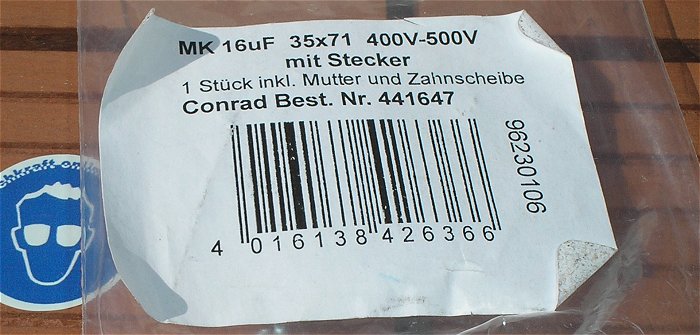 MK 16uF 35x71 400V-500V
mit Stecker
1 Stück inkl. Mutter und Zahnscheibe
Conrad Best. Nr. 441647
96230106
4 016138 426366